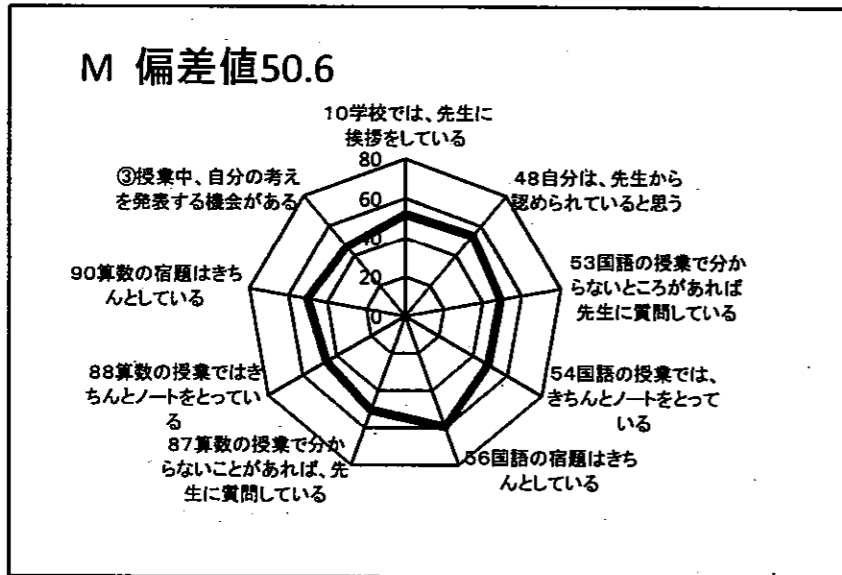 M 偏差値50.6
10学校では、先生に
挨拶をしている
48自分は、先生から
認められていると思う
53国語の授業で分か
らないところがあれば
先生に質問している
54国語の授業では、
きちんとノートをとって
いる
56国語の宿題はきち
んとしている
87算数の授業で分か
らないことがあれば、先
生に質問している
88算数の授業ではき
ちんとノートをとってい
る
90算数の宿題はきち
んとしている
③授業中、自分の考え
を発表する機会がある
80
60
40
20
0